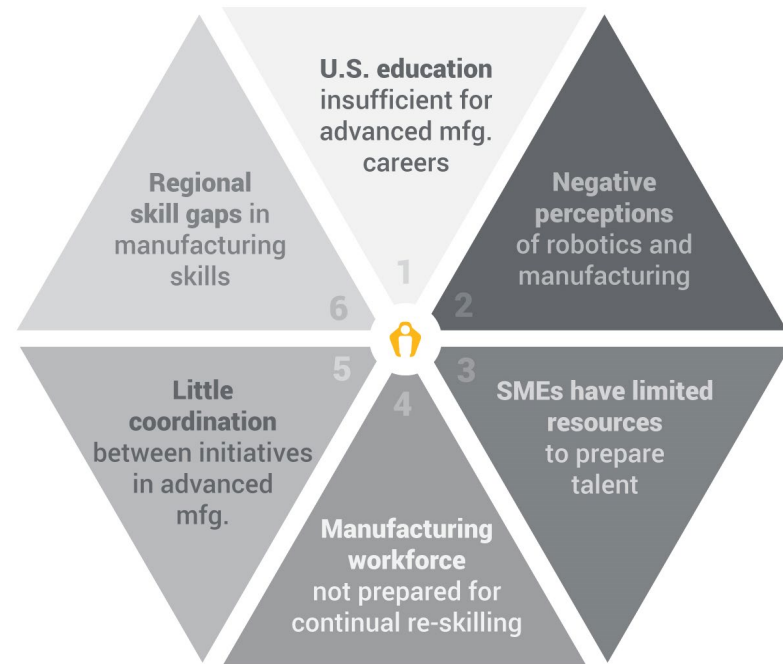 U.S. education
insufficient for
advanced mfg.
careers
1
Negative
perceptions
of robotics and
manufacturing
2
SMEs have limited
resources
to prepare
talent
3
Manufacturing
workforce
not prepared for
continual re-skilling
4
Little
coordination
between initiatives
in advanced
mfg.
5
Regional
skill gaps in
manufacturing
skills
6